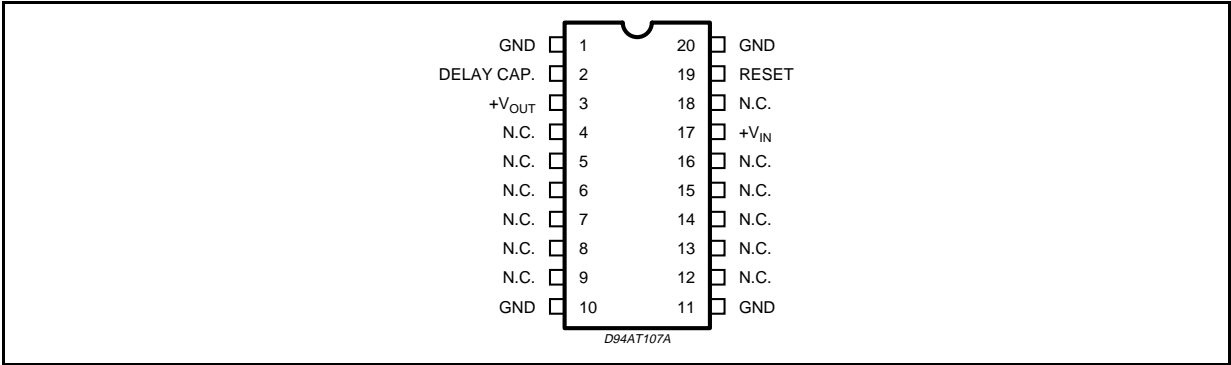 GND 1 20 GND
DELAY CAP. 2 19 RESET
+VOUT 3 18 N.C.
N.C. 4 17 +VIN
N.C. 5 16 N.C.
N.C. 6 15 N.C.
N.C. 7 14 N.C.
N.C. 8 13 N.C.
N.C. 9 12 N.C.
GND 10 11 GND
D94AT107A